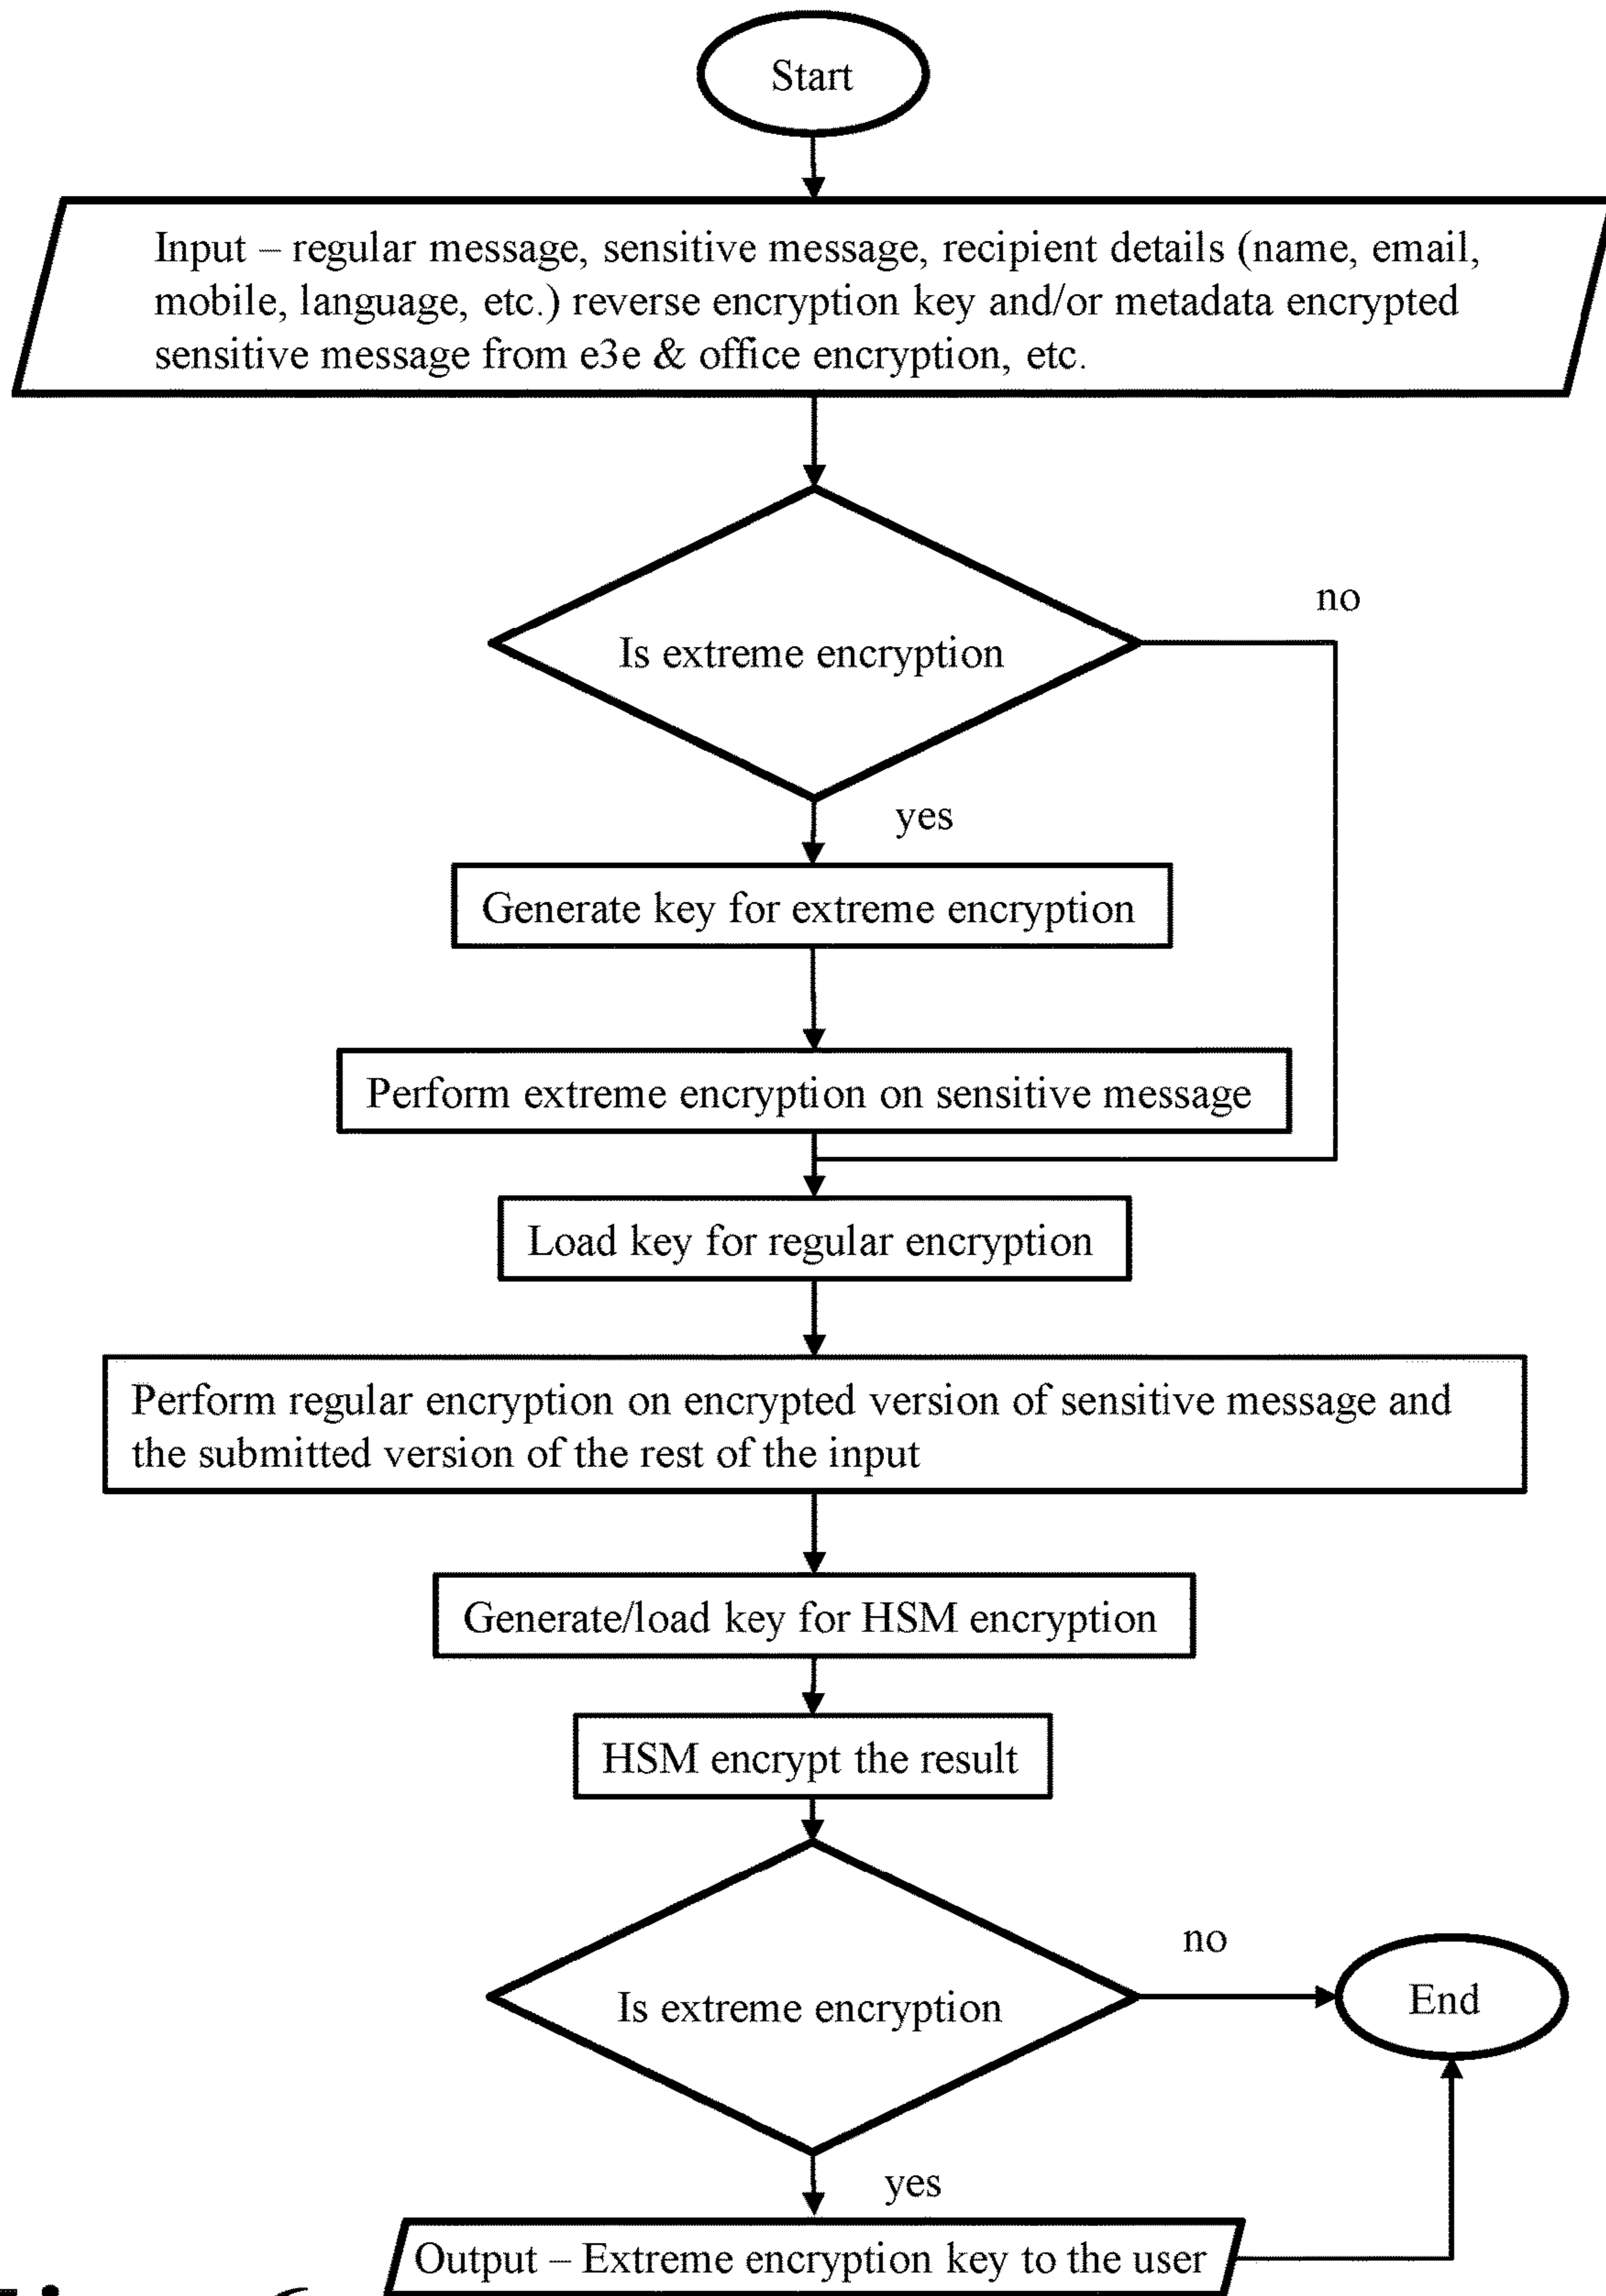 Start
Input – regular message, sensitive message, recipient details (name, email,
mobile, language, etc.) reverse encryption key and/or metadata encrypted
sensitive message from e3e & office encryption, etc.
Is extreme encryption
no
yes
Generate key for extreme encryption
Perform extreme encryption on sensitive message
Load key for regular encryption
Perform regular encryption on encrypted version of sensitive message and
the submitted version of the rest of the input
Generate/load key for HSM encryption
HSM encrypt the result
Is extreme encryption
no
End
yes
Output – Extreme encryption key to the user